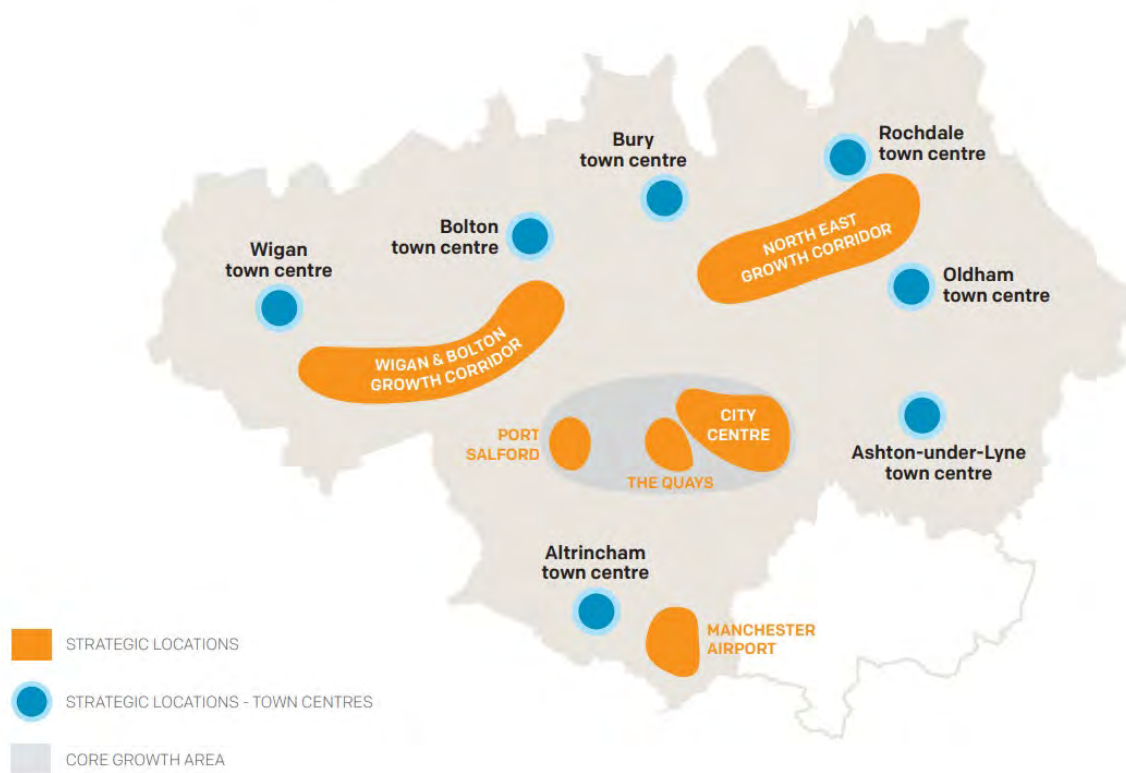 Rochdale
town centre
Bury
town centre
Bolton
town centre
Wigan
town centre
NORTH EAST
GROWTH CORRIDOR
Oldham
town centre
WIGAN & BOLTON
GROWTH CORRIDOR
CITY
CENTRE
PORT
SALFORD
THE QUAYS
Ashton-under-Lyne
town centre
Altrincham
town centre
MANCHESTER
AIRPORT
STRATEGIC LOCATIONS
STRATEGIC LOCATIONS - TOWN CENTRES
CORE GROWTH AREA